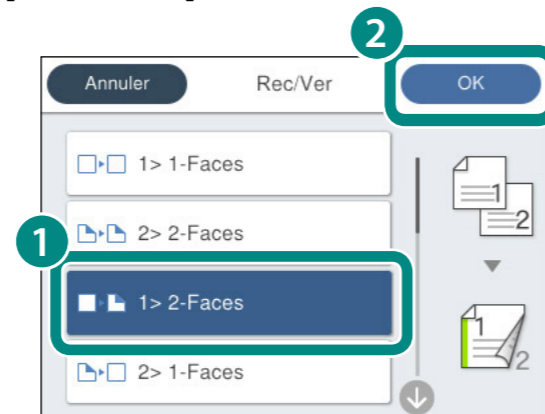 2
Annuler Rec/Ver OK
1> 1-Faces
1
2
2> 2-Faces
1
1> 2-Faces
1
2
2> 1-Faces